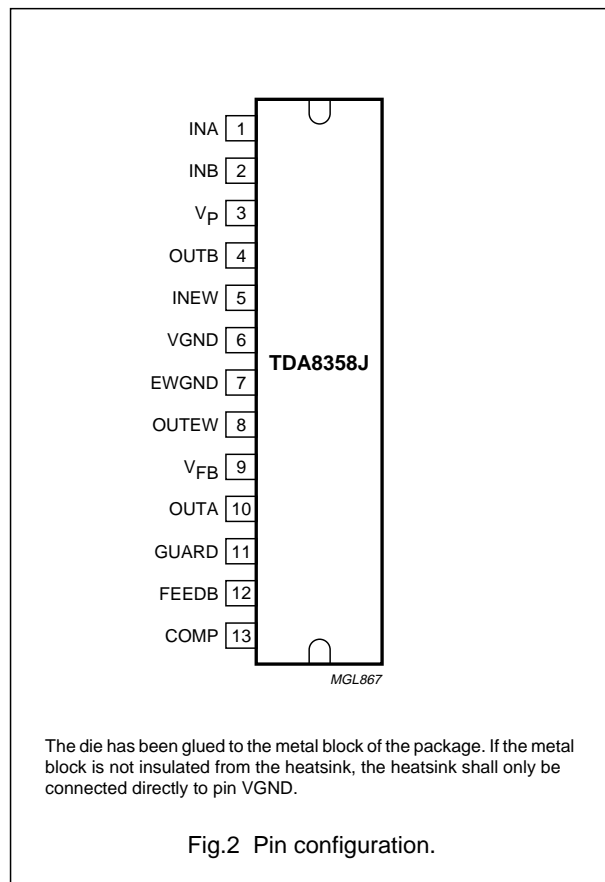 INA 1
INB 2
VP 3
OUTB 4
INEW 5
VGND 6
TDA8358J
EWGND 7
OUTEW 8
VFB 9
OUTA 10
GUARD 11
FEEDB 12
COMP 13
MGL867
The die has been glued to the metal block of the package. If the metal
block is not insulated from the heatsink, the heatsink shall only be
connected directly to pin VGND.
Fig.2 Pin configuration.